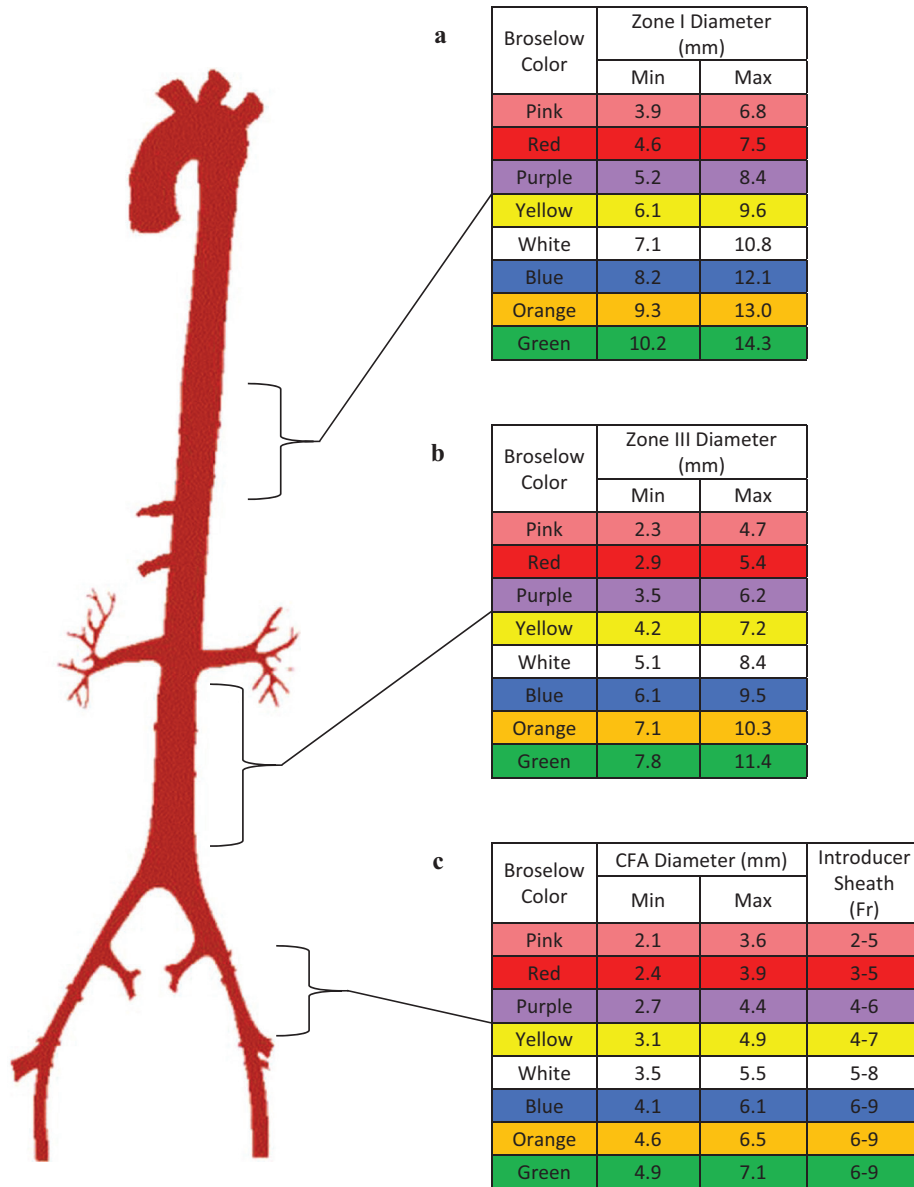 a
Broselow Color Zone I Diameter (mm)
Min Max
Pink 3.9 6.8
Red 4.6 7.5
Purple 5.2 8.4
Yellow 6.1 9.6
White 7.1 10.8
Blue 8.2 12.1
Orange 9.3 13.0
Green 10.2 14.3
b
Broselow Color Zone III Diameter (mm)
Min Max
Pink 2.3 4.7
Red 2.9 5.4
Purple 3.5 6.2
Yellow 4.2 7.2
White 5.1 8.4
Blue 6.1 9.5
Orange 7.1 10.3
Green 7.8 11.4
c
Broselow Color CFA Diameter (mm) Introducer Sheath (Fr)
Min Max
Pink 2.1 3.6 2-5
Red 2.4 3.9 3-5
Purple 2.7 4.4 4-6
Yellow 3.1 4.9 4-7
White 3.5 5.5 5-8
Blue 4.1 6.1 6-9
Orange 4.6 6.5 6-9
Green 4.9 7.1 6-9